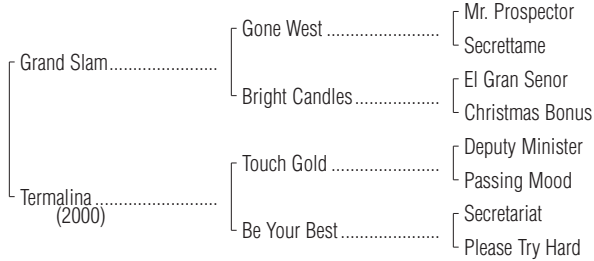 Mr. Prospector
Gone West ....................
Secrettame
Grand Slam....................
El Gran Senor
Bright Candles...............
Christmas Bonus
Deputy Minister
Touch Gold ...................
Passing Mood
Termalina ......................
(2000)
Secretariat
Be Your Best..................
Please Try Hard